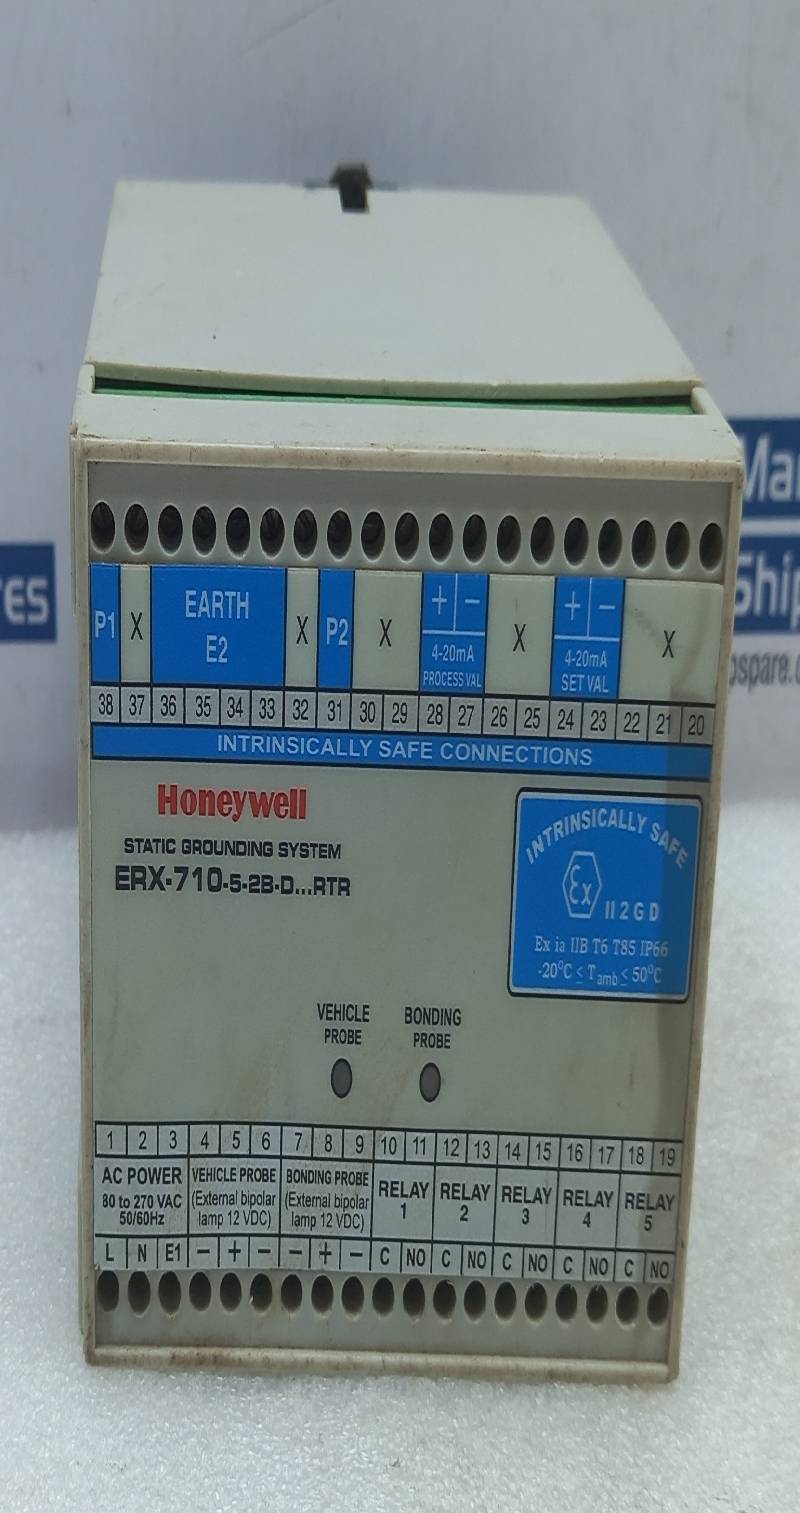 P1 X EARTH E2 X P2 X + - 4-20mA PROCESS VAL X + - 4-20mA SET VAL X
38 37 36 35 34 33 32 31 30 29 28 27 26 25 24 23 22 21 20
INTRINSICALLY SAFE CONNECTIONS
Honeywell
STATIC GROUNDING SYSTEM
ERX-710-5-2B-D...RTR
INTRINSICALLY SAFE
Ex II 2 G D
Ex ia IIB T6 T85 IP66
-20°C ≤ Tamb ≤ 50°C
VEHICLE PROBE
BONDING PROBE
1 2 3 4 5 6 7 8 9 10 11 12 13 14 15 16 17 18 19
AC POWER 80 to 270 VAC 50/60Hz
VEHICLE PROBE (External bipolar lamp 12 VDC)
BONDING PROBE (External bipolar lamp 12 VDC)
RELAY 1
RELAY 2
RELAY 3
RELAY 4
RELAY 5
L N E1 - + - - + - C NO C NO C NO C NO C NO